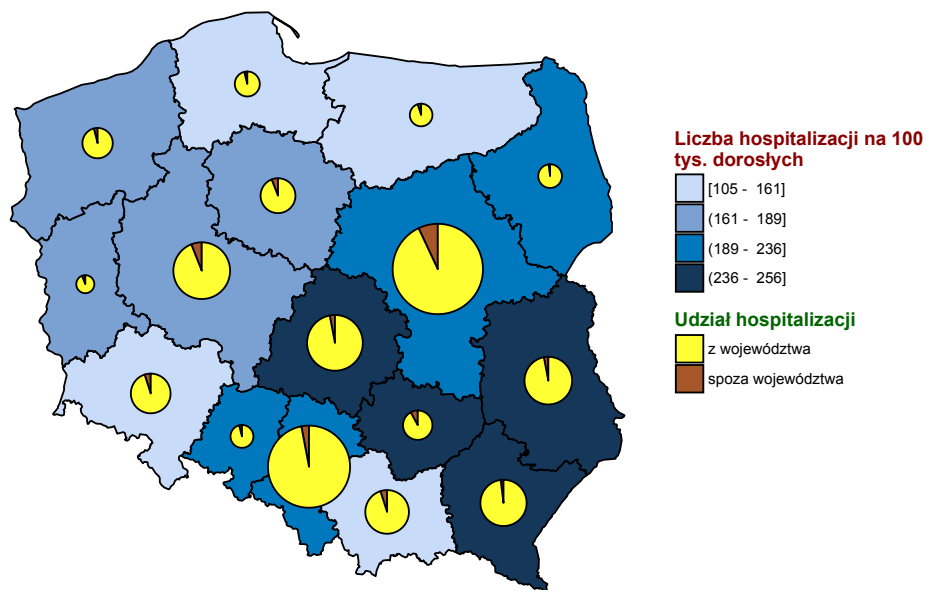 Liczba hospitalizacji na 100
tys. dorosłych
[105 - 161]
(161 - 189]
(189 - 236]
(236 - 256]
Udział hospitalizacji
z województwa
spoza województwa